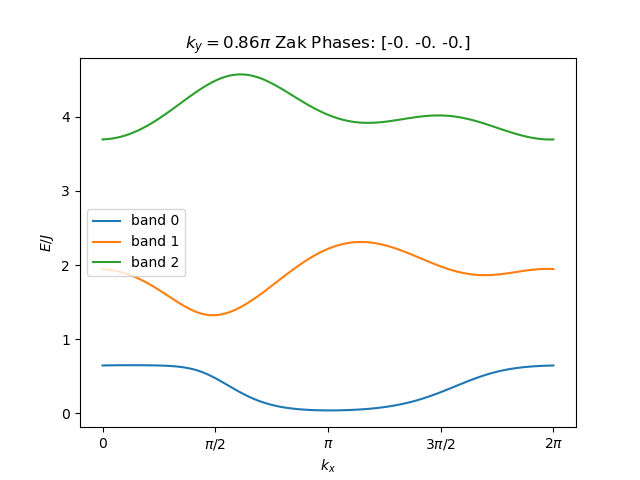 k_y = 0.86π Zak Phases: [-0. -0. -0.]
E/J
4
3
2
1
0
band 0
band 1
band 2
0 π/2 π 3π/2 2π
k_x